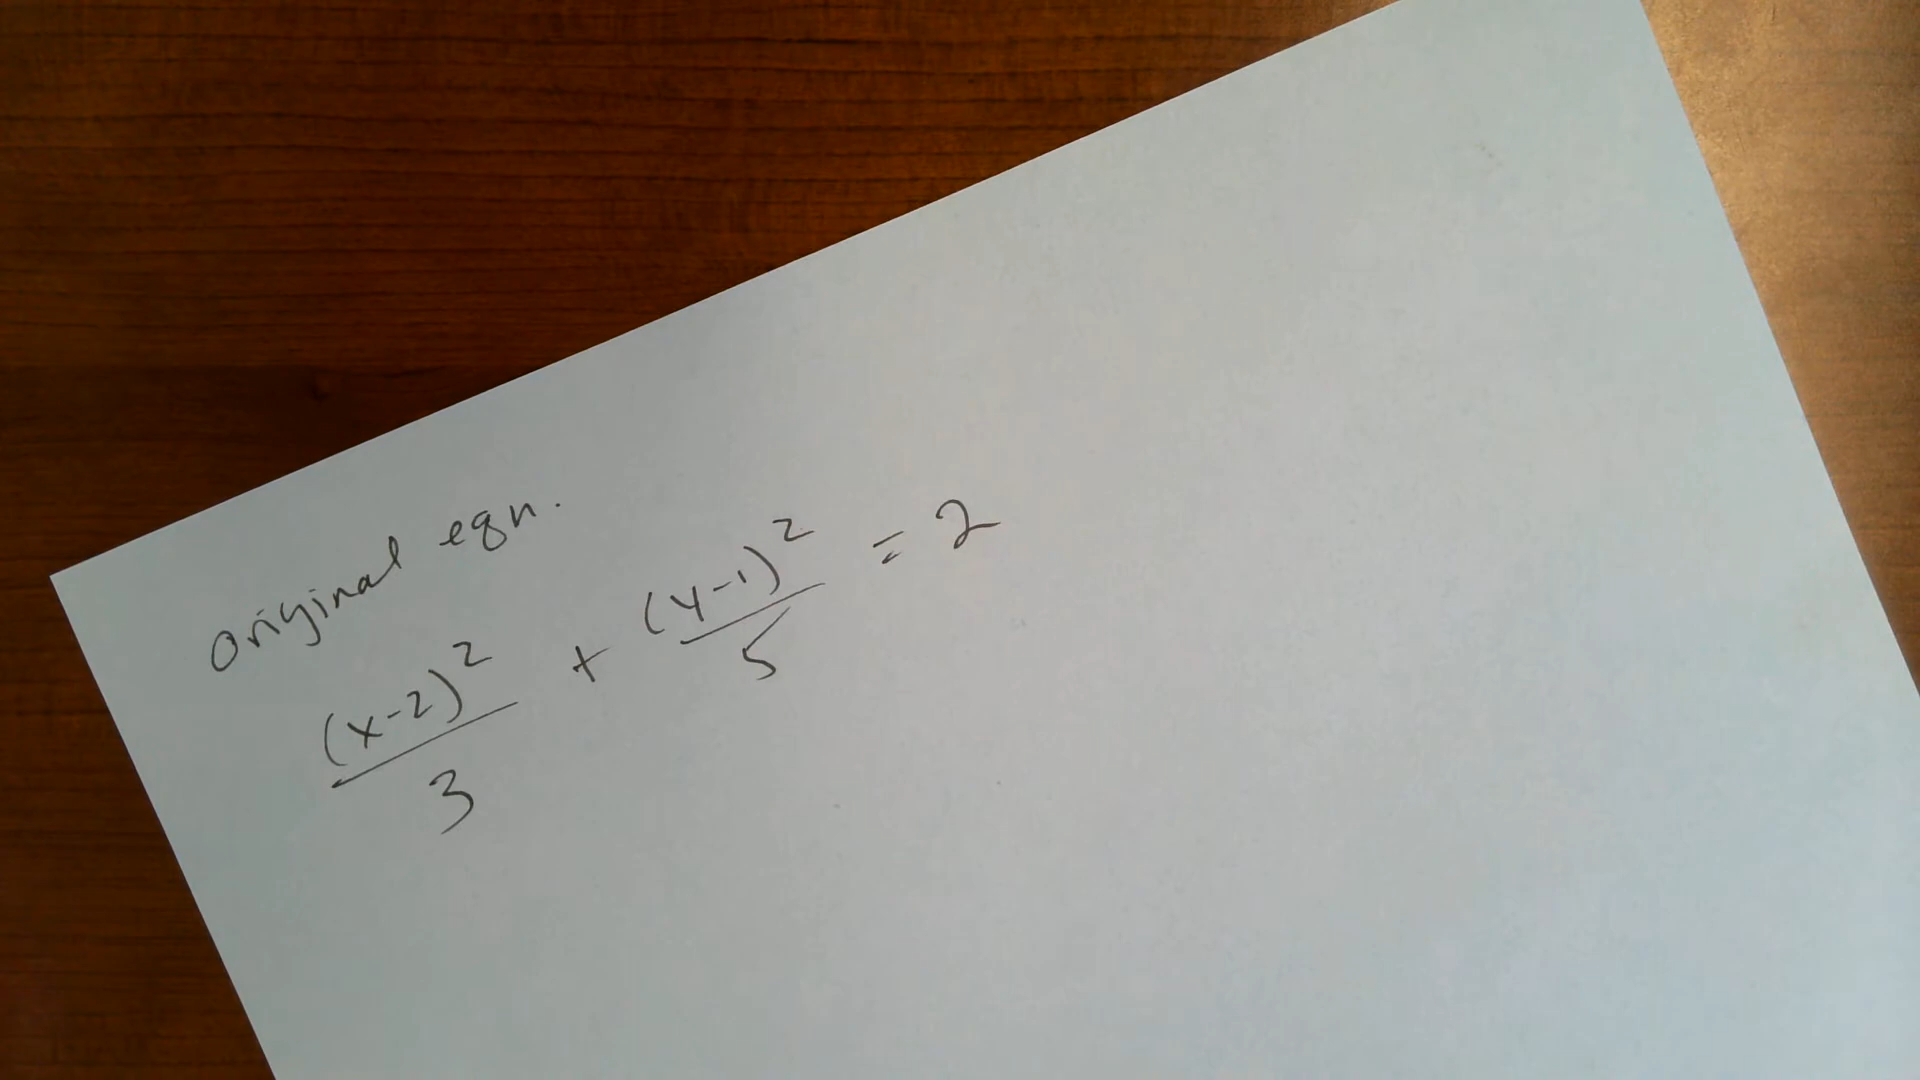 Original eqn.
(x-2)²/3 + (y-1)²/5 = 2